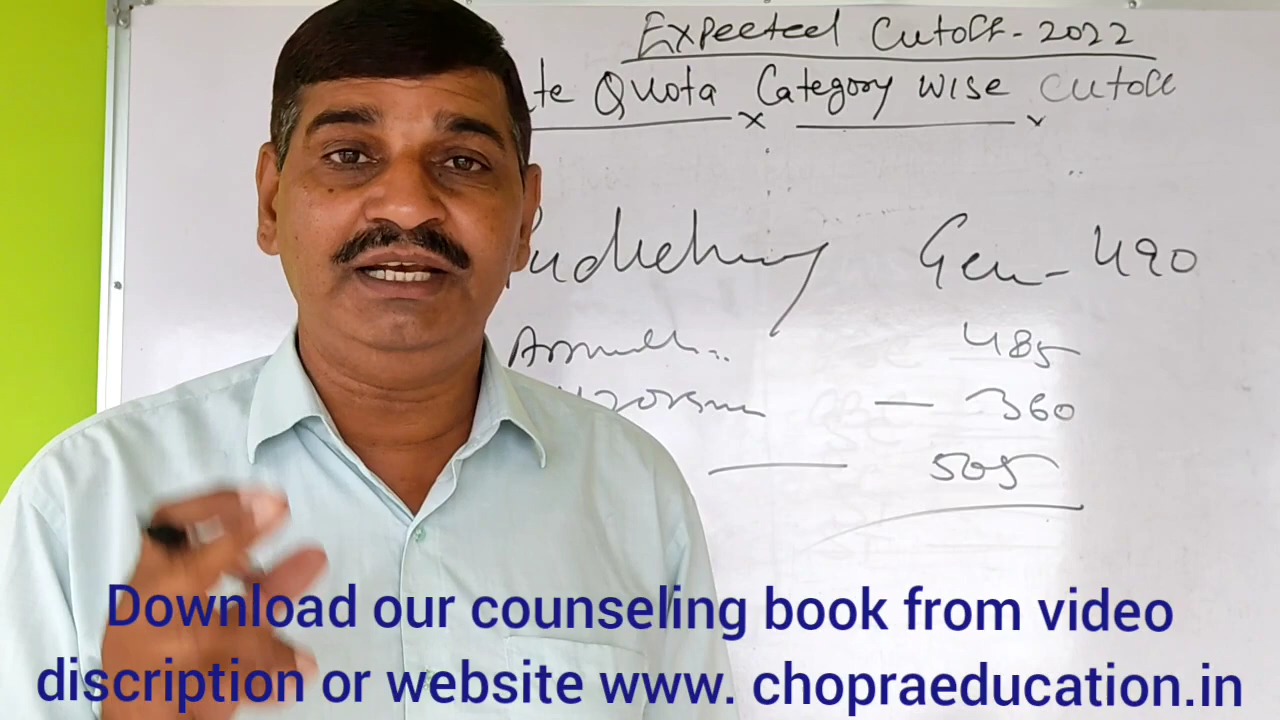 Expected Cutoff-2022
te Quota Category Wise Cutoff
Gen-490
485
- 360
505
Download our counseling book from video
discription or website www. chopraeducation.in